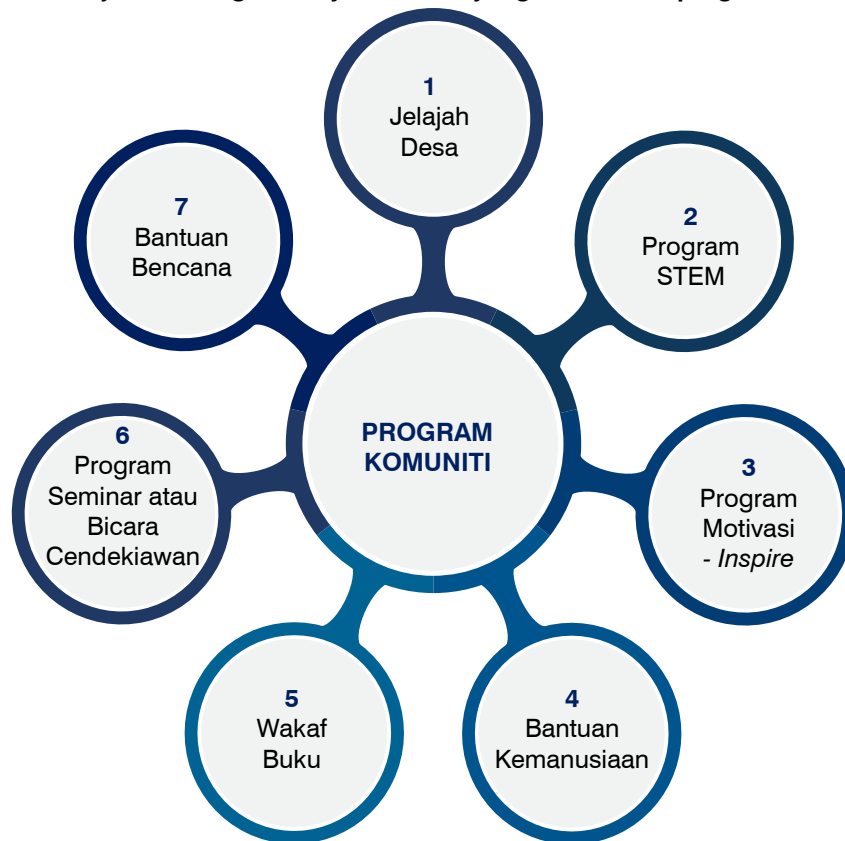 1
Jelajah
Desa
2
Program
STEM
3
Program
Motivasi
- Inspire
4
Bantuan
Kemanusiaan
5
Wakaf
Buku
6
Program
Seminar atau
Bicara
Cendekiawan
7
Bantuan
Bencana
PROGRAM
KOMUNITI